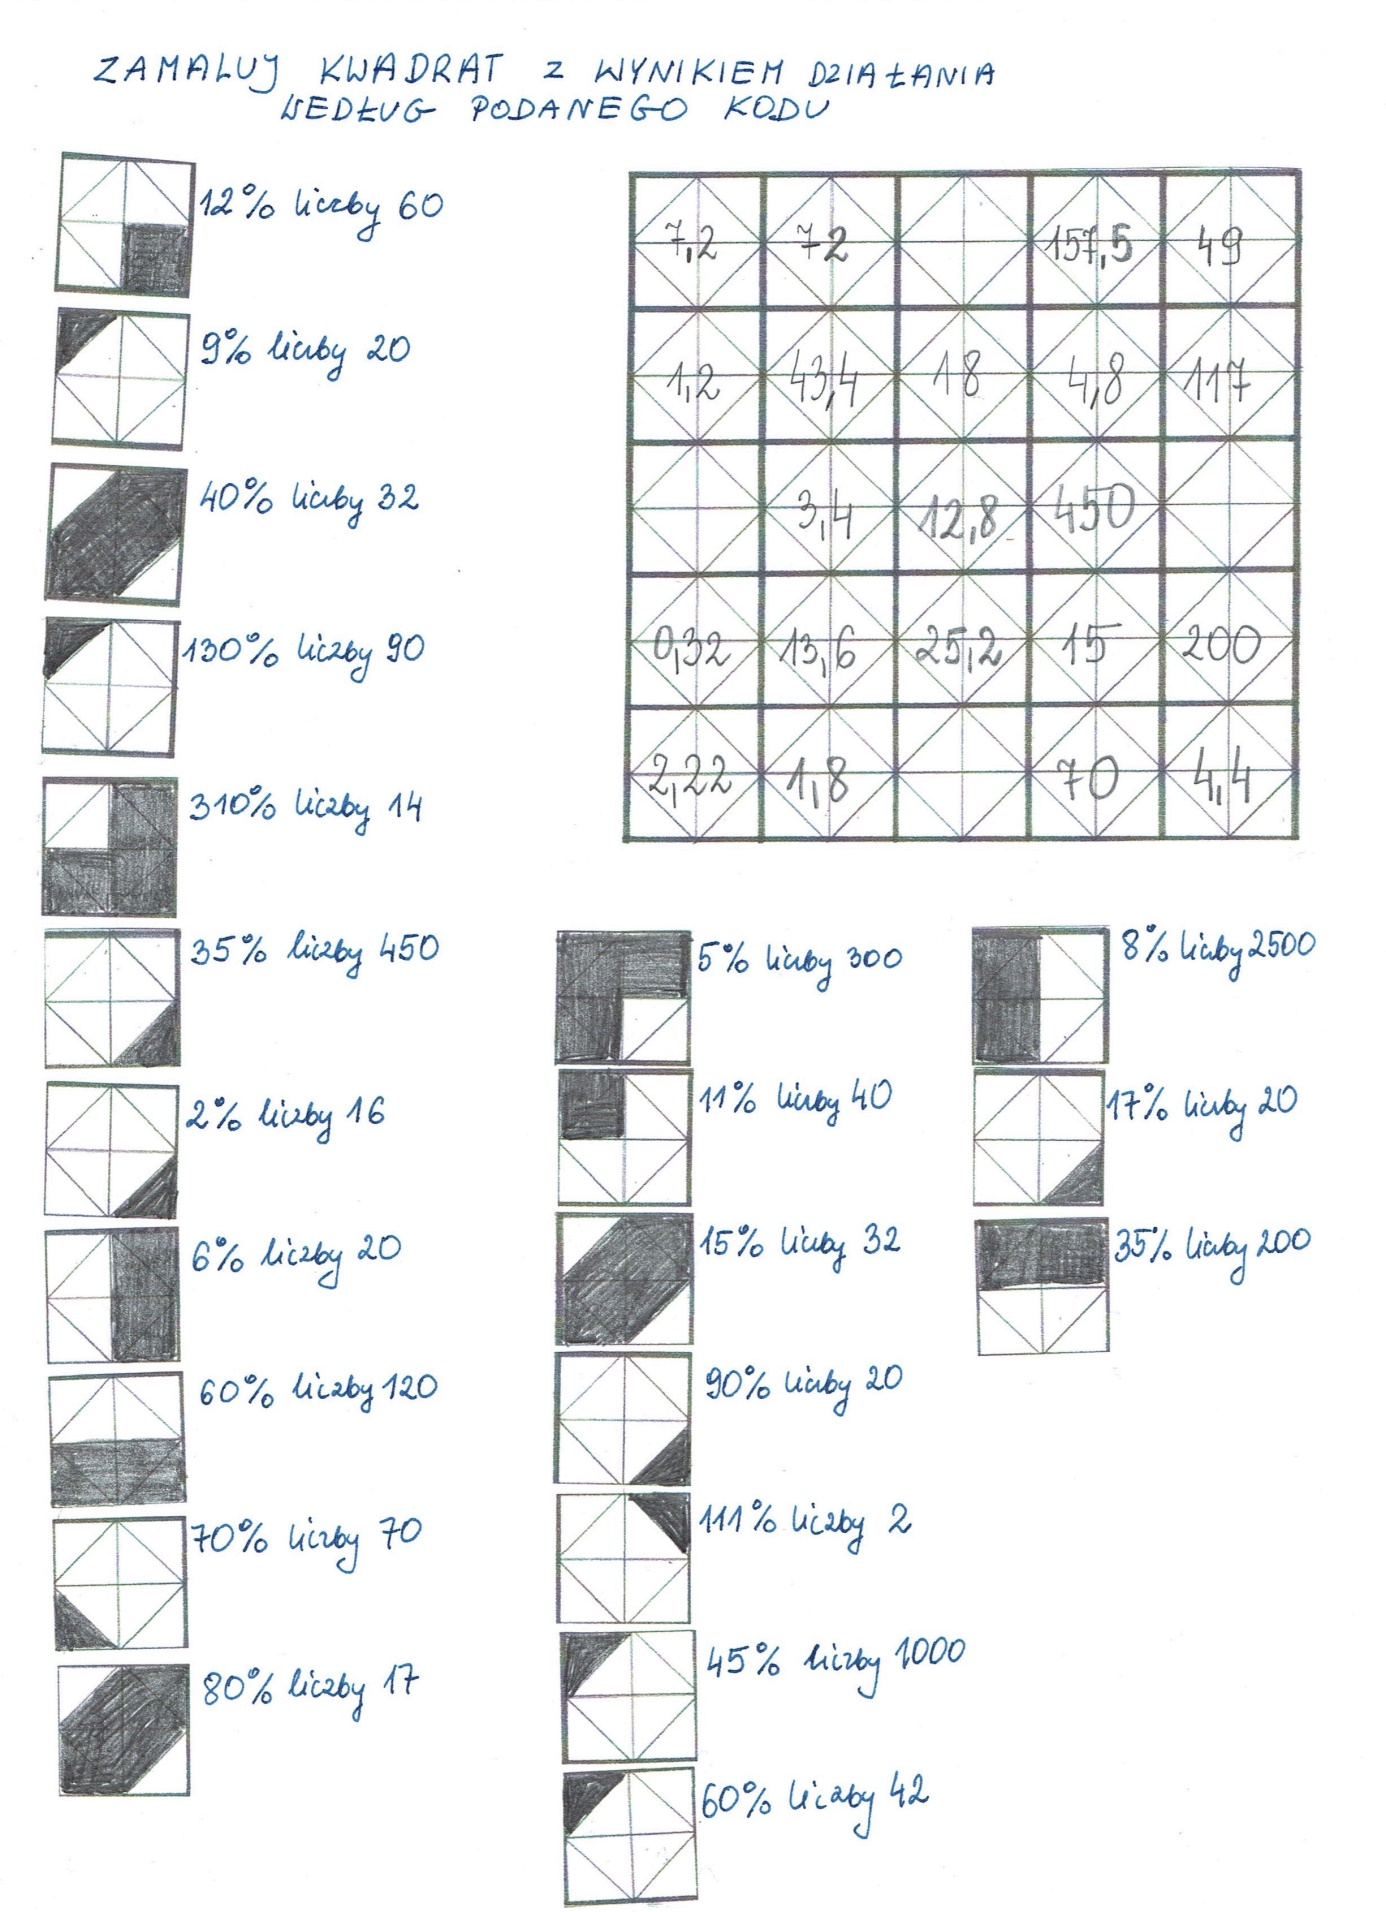 ZAMALUJ KWADRAT Z WYNIKIEM DZIAŁANIA
WEDŁUG PODANEGO KODU
12% liczby 60
9% liczby 20
40% liczby 32
130% liczby 90
310% liczby 14
35% liczby 450
2% liczby 16
6% liczby 20
60% liczby 120
70% liczby 70
80% liczby 17
7,2 72 157,5 49
1,2 43,4 18 4,8 117
3,4 12,8 450
0,32 13,6 25,2 15 200
2,22 1,8 70 4,4
5% liczby 300
11% liczby 40
15% liczby 32
90% liczby 20
111% liczby 2
45% liczby 1000
60% liczby 42
8% liczby 2500
17% liczby 20
35% liczby 200